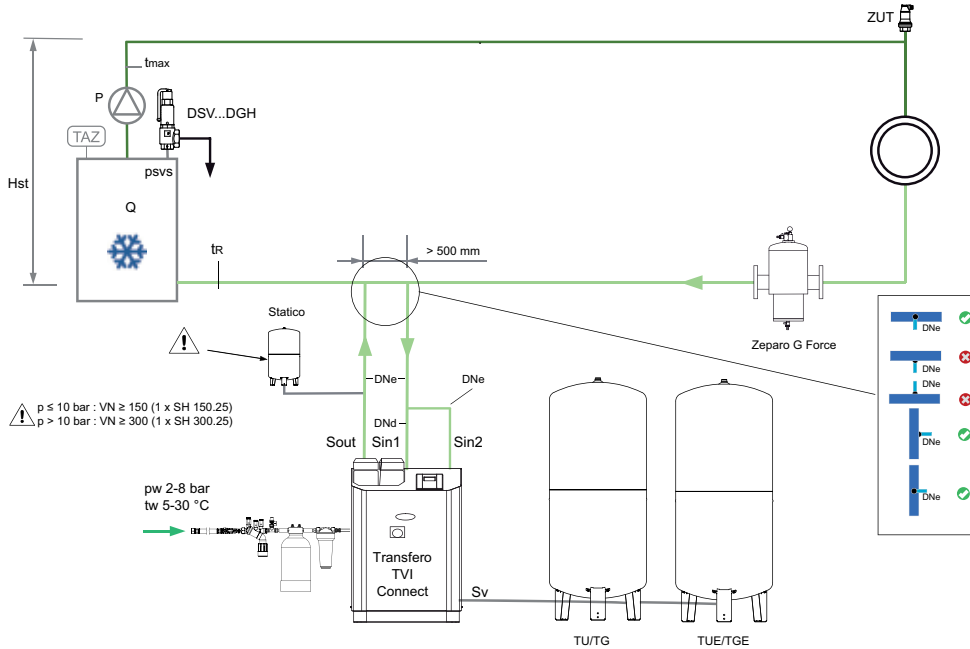 ZUT
tmax
P
DSV...DGH
TAZ
psvs
Hst
Q
tR
> 500 mm
Statico
Zeparo G Force
DNe
DNe
DNe
DNe
DNe
DNe
DNe
DNd
p ≤ 10 bar : VN ≥ 150 (1 x SH 150.25)
p > 10 bar : VN ≥ 300 (1 x SH 300.25)
Sout
Sin1
Sin2
pw 2-8 bar
tw 5-30 °C
Transfero
TVI
Connect
Sv
TU/TG
TUE/TGE